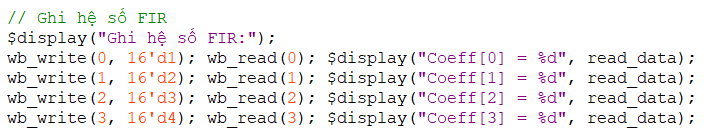 // Ghi hệ số FIR
$display("Ghi hệ số FIR:");
wb_write(0, 16'd1); wb_read(0); $display("Coeff[0] = %d", read_data);
wb_write(1, 16'd2); wb_read(1); $display("Coeff[1] = %d", read_data);
wb_write(2, 16'd3); wb_read(2); $display("Coeff[2] = %d", read_data);
wb_write(3, 16'd4); wb_read(3); $display("Coeff[3] = %d", read_data);